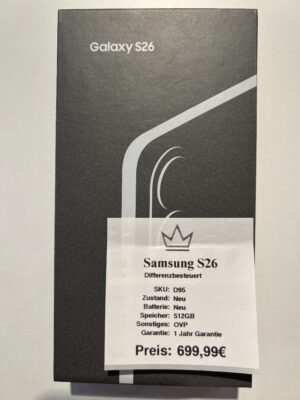 Galaxy S26
Samsung S26
Differenzbesteuert
SKU: D95
Zustand: Neu
Batterie: Neu
Speicher: 512GB
Sonstiges: OVP
Garantie: 1 Jahr Garantie
Preis: 699,99€